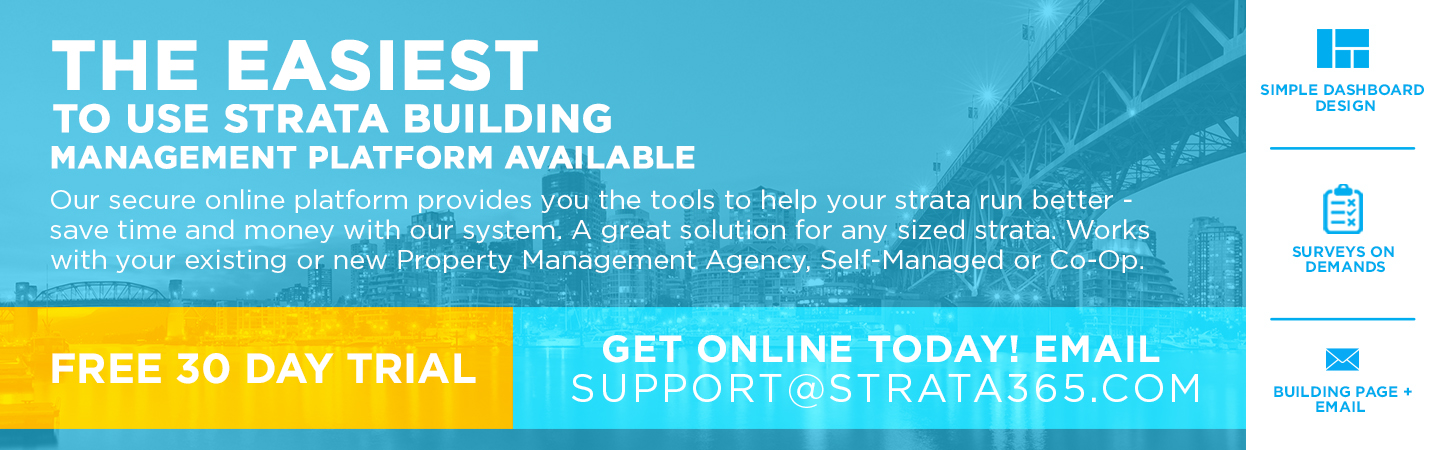 THE EASIEST
TO USE STRATA BUILDING
MANAGEMENT PLATFORM AVAILABLE
Our secure online platform provides you the tools to help your strata run better -
save time and money with our system. A great solution for any sized strata. Works
with your existing or new Property Management Agency, Self-Managed or Co-Op.
FREE 30 DAY TRIAL
GET ONLINE TODAY! EMAIL
SUPPORT@STRATA365.COM
SIMPLE DASHBOARD
DESIGN
SURVEYS ON
DEMANDS
BUILDING PAGE +
EMAIL